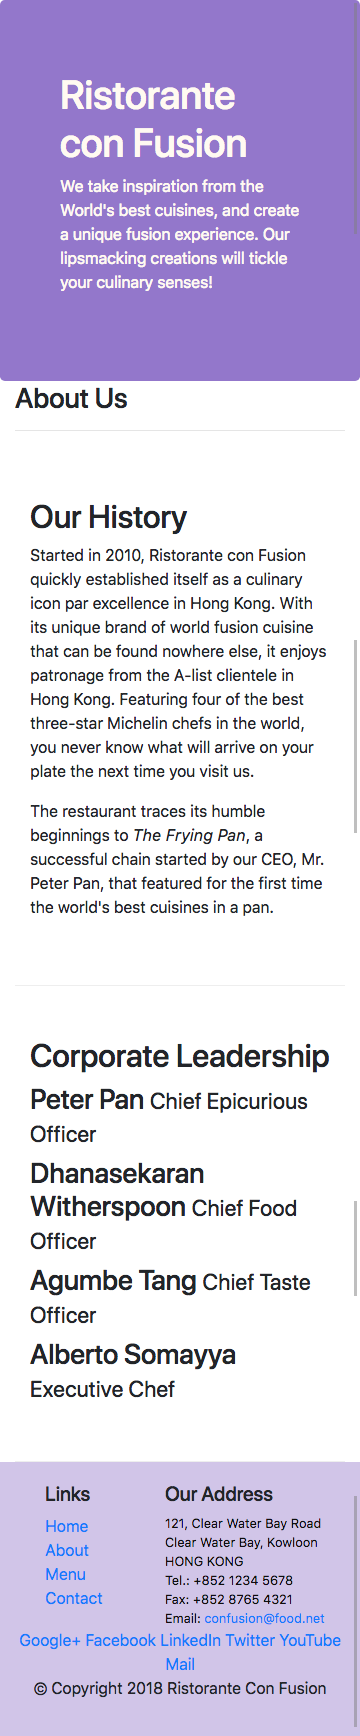 Ristorante
con Fusion
We take inspiration from the
World's best cuisines, and create
a unique fusion experience. Our
lipsmacking creations will tickle
your culinary senses!
About Us
Our History
Started in 2010, Ristorante con Fusion
quickly established itself as a culinary
icon par excellence in Hong Kong. With
its unique brand of world fusion cuisine
that can be found nowhere else, it enjoys
patronage from the A-list clientele in
Hong Kong. Featuring four of the best
three-star Michelin chefs in the world,
you never know what will arrive on your
plate the next time you visit us.
The restaurant traces its humble
beginnings to The Frying Pan, a
successful chain started by our CEO, Mr.
Peter Pan, that featured for the first time
the world's best cuisines in a pan.
Corporate Leadership
Peter Pan Chief Epicurious
Officer
Dhanasekaran
Witherspoon Chief Food
Officer
Agumbe Tang Chief Taste
Officer
Alberto Somayya
Executive Chef
Links
Home
About
Menu
Contact
Our Address
121, Clear Water Bay Road
Clear Water Bay, Kowloon
HONG KONG
Tel.: +852 1234 5678
Fax: +852 8765 4321
Email: confusion@food.net
Google+ Facebook LinkedIn Twitter YouTube
Mail
© Copyright 2018 Ristorante Con Fusion